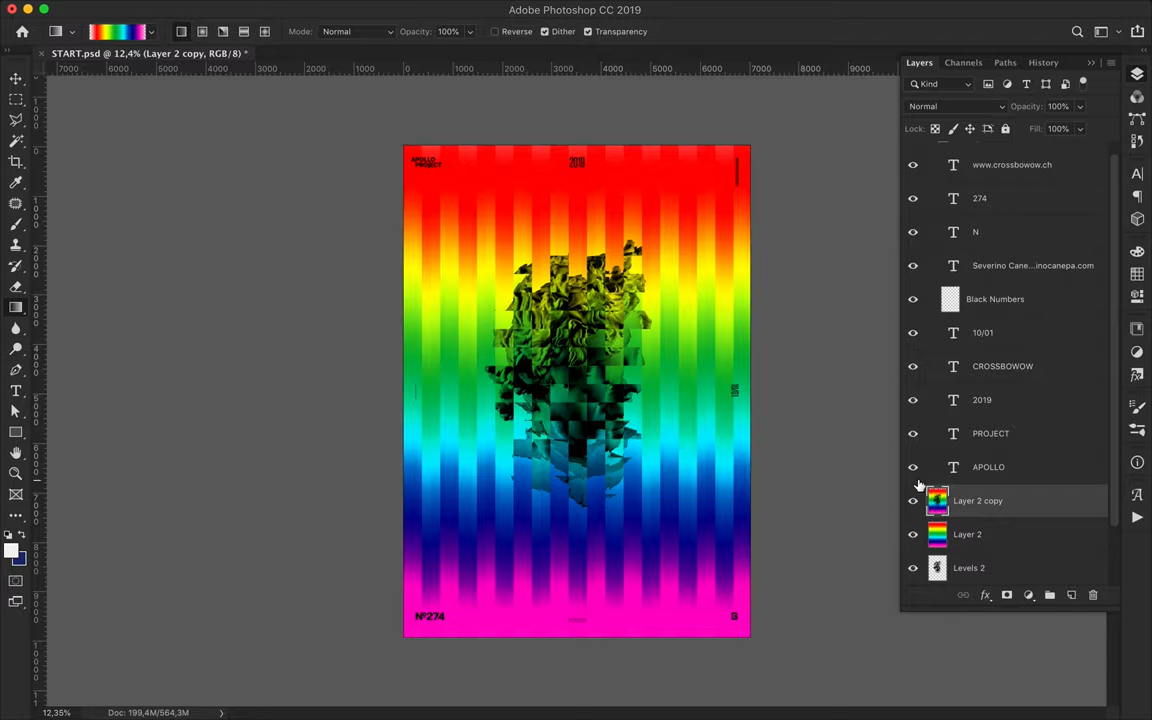 Adobe Photoshop CC 2019
Mode: Normal Opacity: 100% Reverse Dither Transparency
START.psd @ 12,4% (Layer 2 copy, RGB/8) *
7000 6000 5000 4000 3000 2000 1000 0 1000 2000 3000 4000 5000 6000 7000 8000 9000
Layers Channels Paths History
Kind
Normal Opacity: 100%
Lock: Fill: 100%
APOLLO
PROJECT
2019
www.crossbowow.ch
274
N
Severino Cane...inocanepa.com
Black Numbers
10/01
CROSSBOWOW
2019
PROJECT
APOLLO
Layer 2 copy
Layer 2
Levels 2
10/01
Nº274
B
12,35% Doc: 199,4M/564,3M